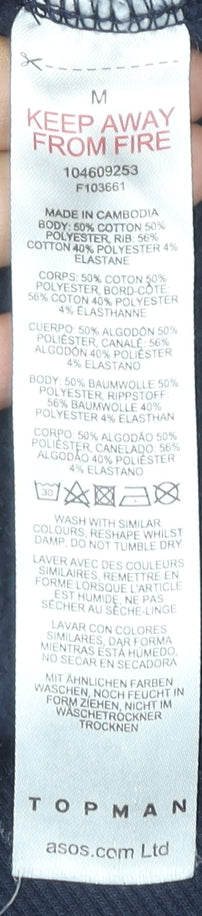 M
KEEP AWAY
FROM FIRE
104609253
F103661
MADE IN CAMBODIA
BODY: 50% COTTON 50%
POLYESTER, RIB: 56%
COTTON 40% POLYESTER 4%
ELASTANE
CORPS: 50% COTON 50%
POLYESTER, BORD-CÔTE:
56% COTON 40% POLYESTER
4% ÉLASTHANNE
CUERPO: 50% ALGODÓN 50%
POLIÉSTER, CANALÉ: 56%
ALGODÓN 40% POLIÉSTER
4% ELASTANO
BODY: 50% BAUMWOLLE 50%
POLYESTER, RIPPSTOFF:
56% BAUMWOLLE 40%
POLYESTER 4% ELASTHAN
CORPO: 50% ALGODÃO 50%
POLIÉSTER, CANELADO: 56%
ALGODÃO 40% POLIÉSTER
4% ELASTANO
30
WASH WITH SIMILAR
COLOURS, RESHAPE WHILST
DAMP, DO NOT TUMBLE DRY
LAVER AVEC DES COULEURS
SIMILAIRES, REMETTRE EN
FORME LORSQUE L'ARTICLE
EST HUMIDE, NE PAS
SÉCHER AU SÈCHE-LINGE
LAVAR CON COLORES
SIMILARES, DAR FORMA
MIENTRAS ESTÁ HÚMEDO,
NO SECAR EN SECADORA
MIT ÄHNLICHEN FARBEN
WASCHEN, NOCH FEUCHT IN
FORM ZIEHEN, NICHT IM
WÄSCHETROCKNER
TROCKNEN
TOPMAN
asos.com Ltd